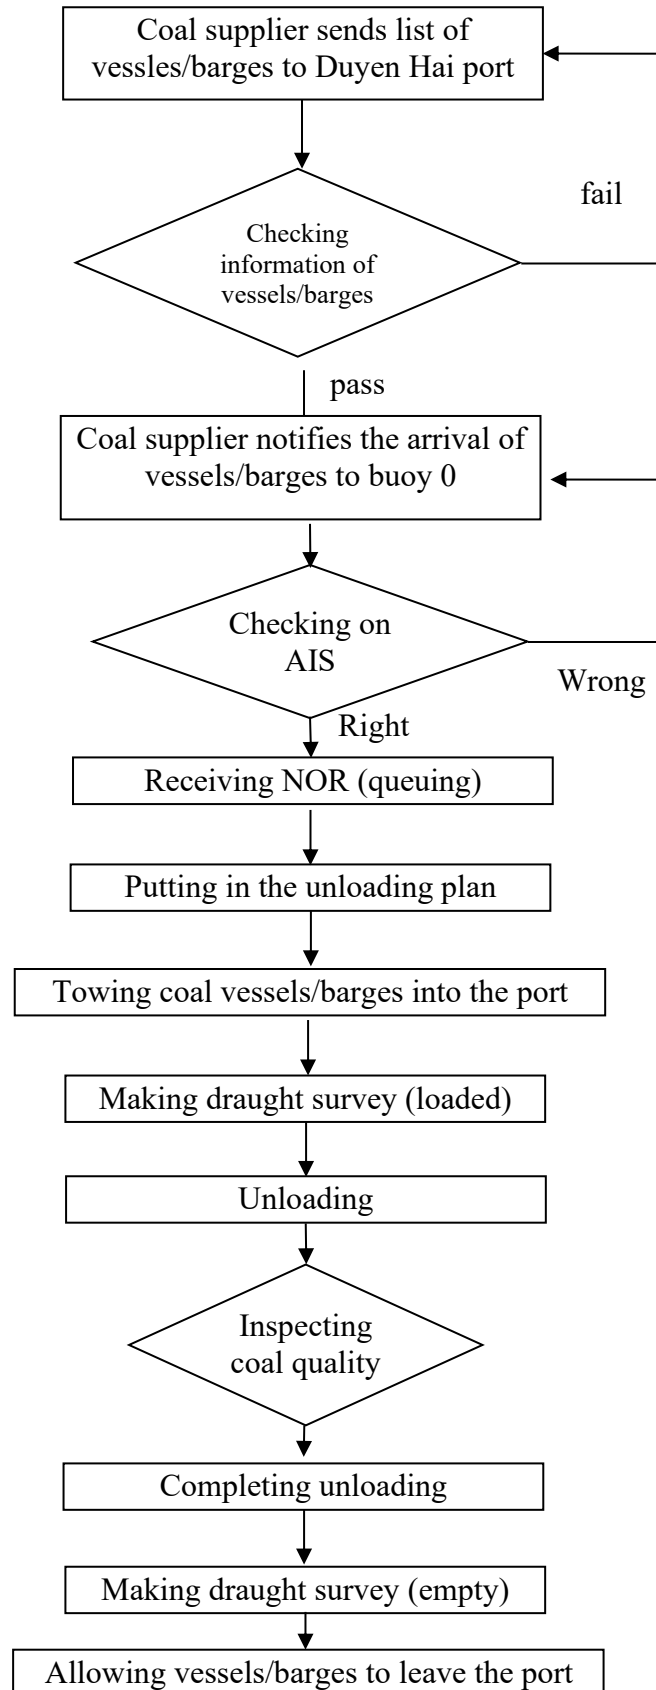 Coal supplier sends list of
vessles/barges to Duyen Hai port
fail
Checking
information of
vessels/barges
pass
Coal supplier notifies the arrival of
vessels/barges to buoy 0
Checking on
AIS
Wrong
Right
Receiving NOR (queuing)
Putting in the unloading plan
Towing coal vessels/barges into the port
Making draught survey (loaded)
Unloading
Inspecting
coal quality
Completing unloading
Making draught survey (empty)
Allowing vessels/barges to leave the port